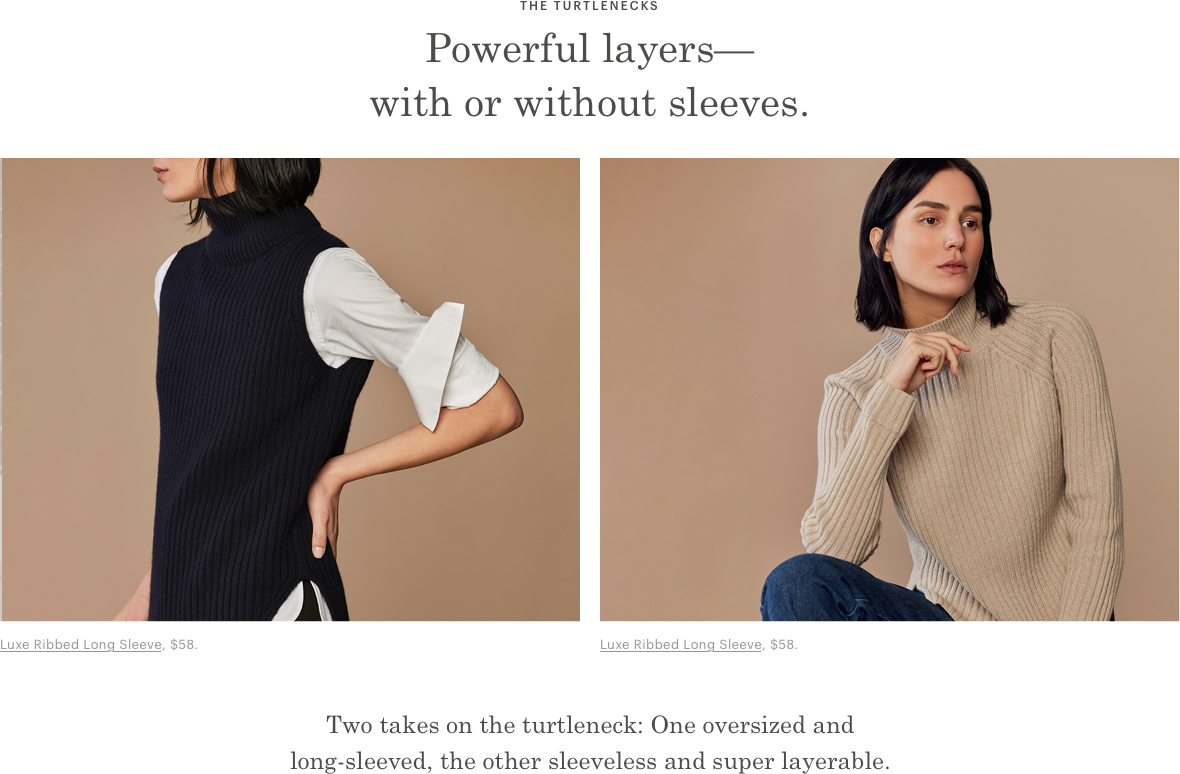 THE TURTLENECKS
Powerful layers—
with or without sleeves.
Luxe Ribbed Long Sleeve, $58.
Luxe Ribbed Long Sleeve, $58.
Two takes on the turtleneck: One oversized and
long-sleeved, the other sleeveless and super layerable.